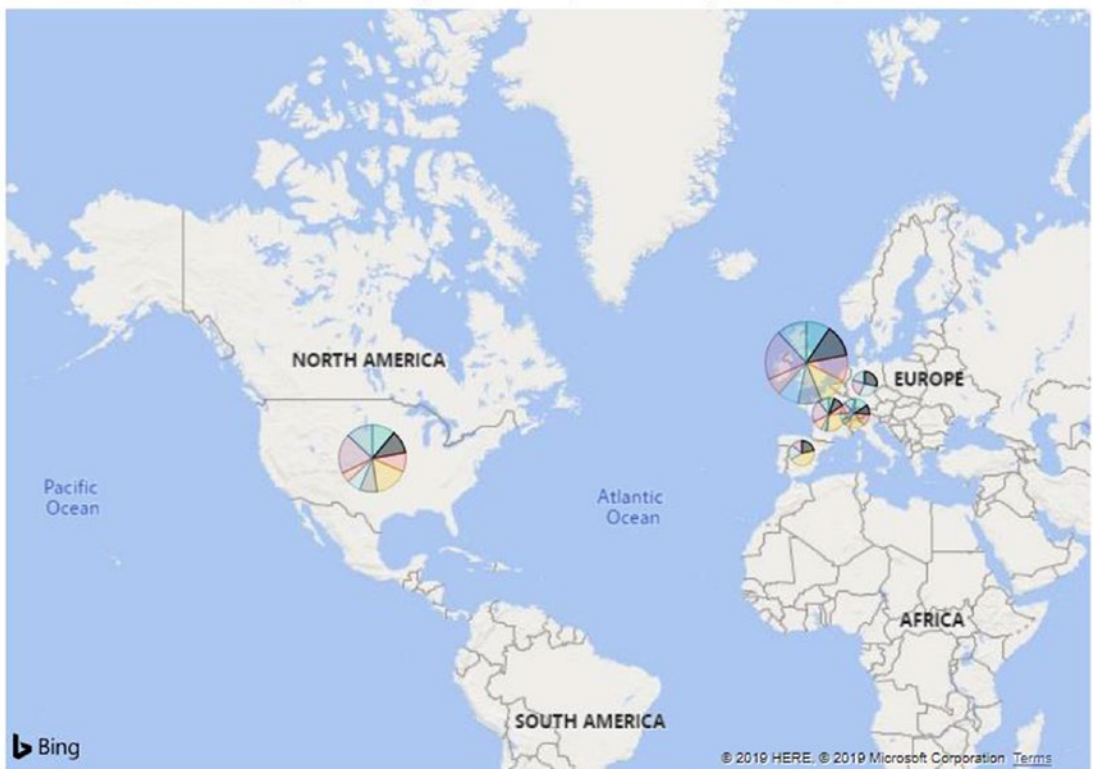 NORTH AMERICA
EUROPE
Pacific
Ocean
Atlantic
Ocean
AFRICA
SOUTH AMERICA
Bing
© 2019 HERE, © 2019 Microsoft Corporation Terms